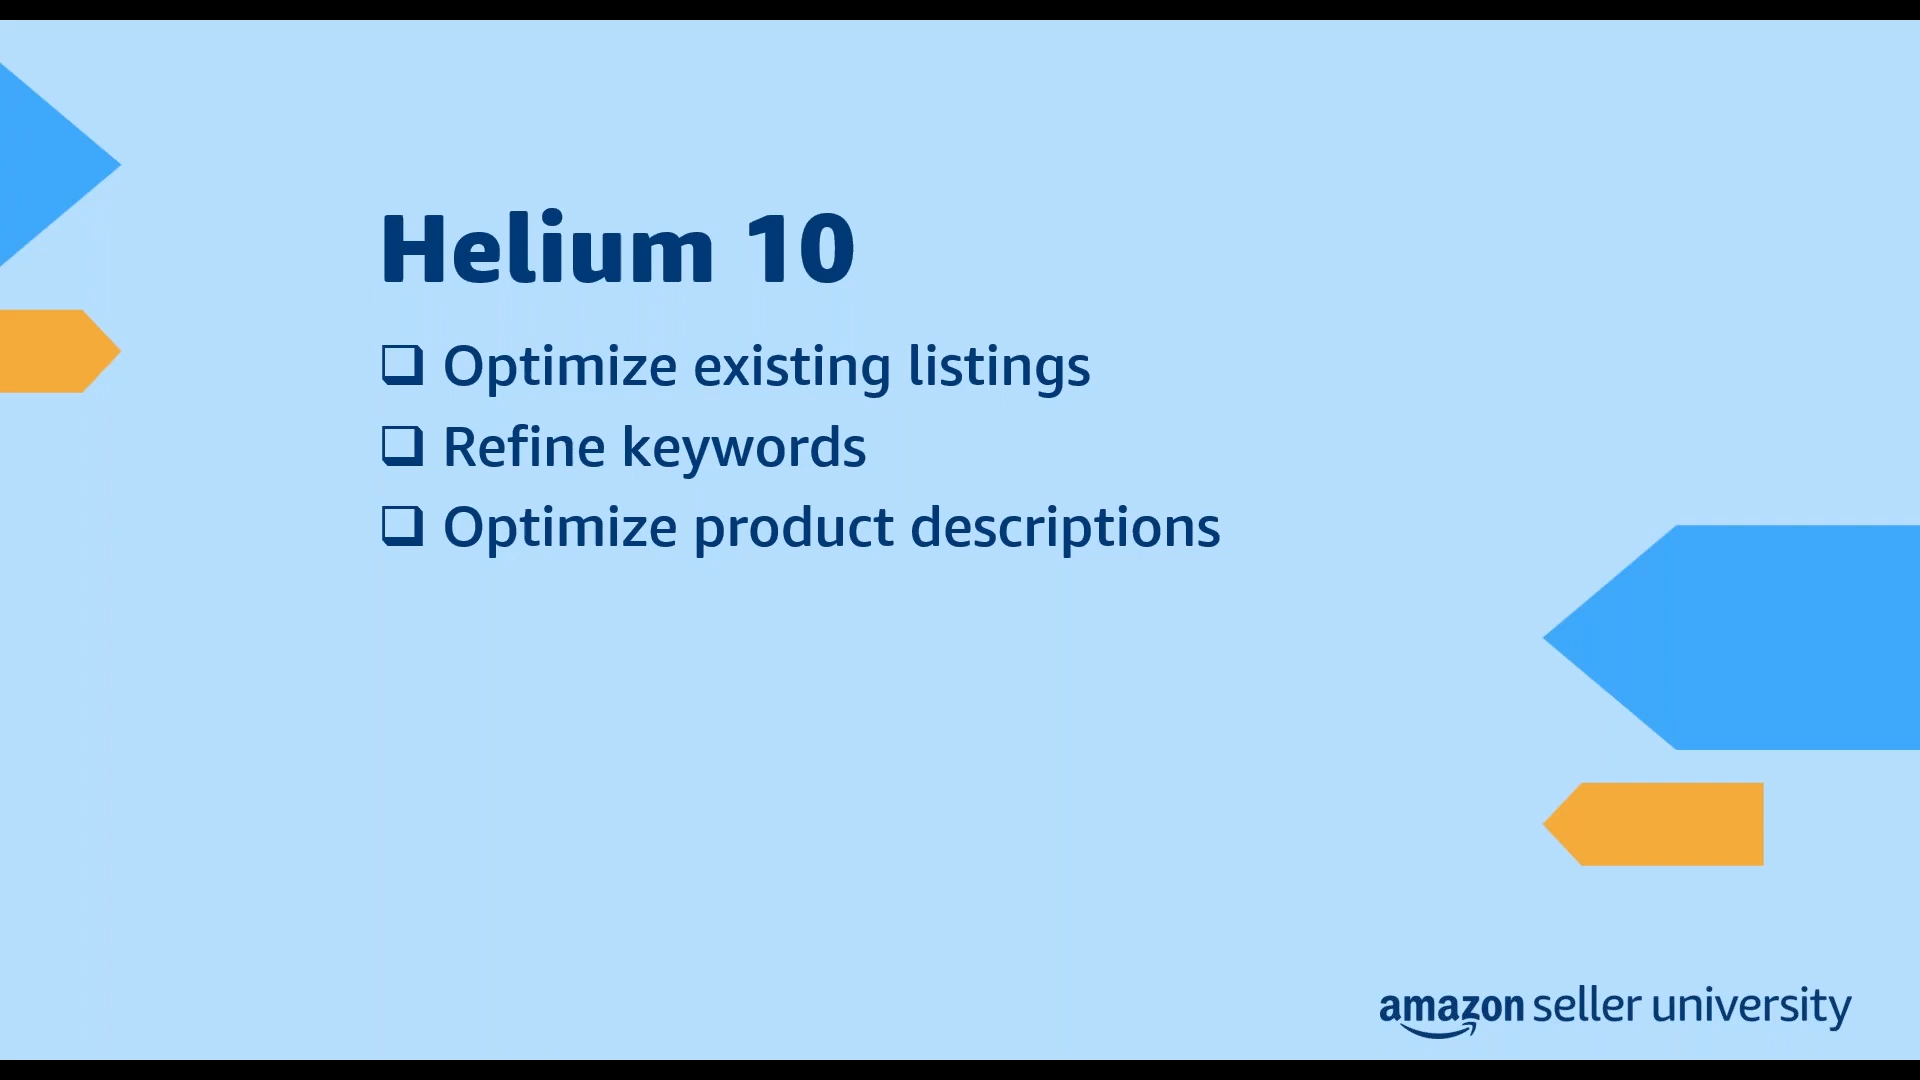 Helium 10
❑ Optimize existing listings
❑ Refine keywords
❑ Optimize product descriptions
amazon seller university